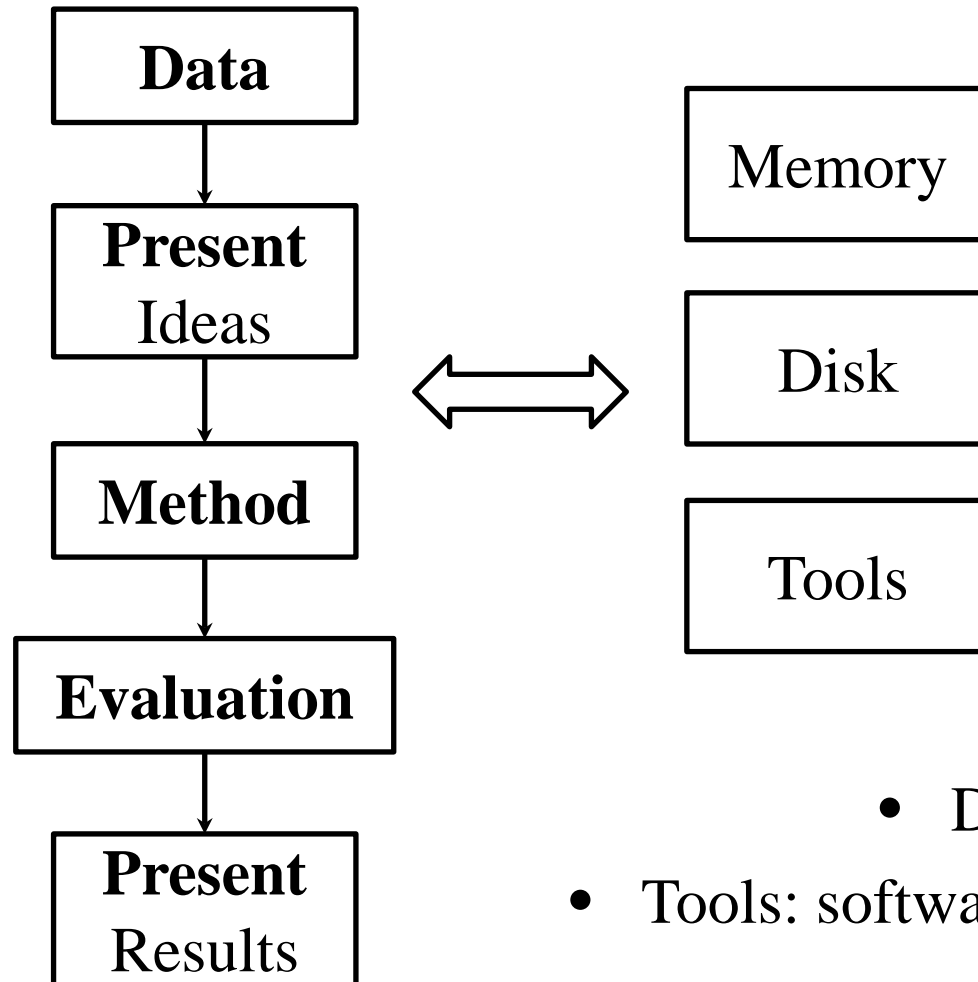 Data
Present
Ideas
Method
Evaluation
Present
Results
Memory
Disk
Tools
• D
• Tools: softwa